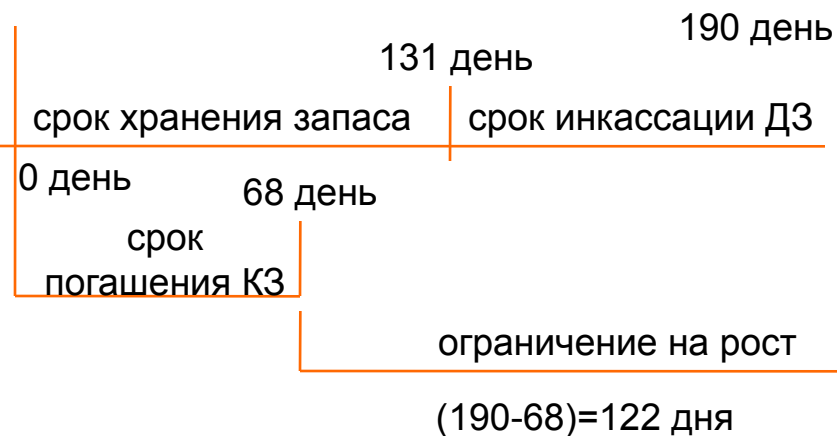 190 день
131 день
срок хранения запаса
срок инкассации ДЗ
0 день
68 день
срок
погашения КЗ
ограничение на рост
(190-68)=122 дня